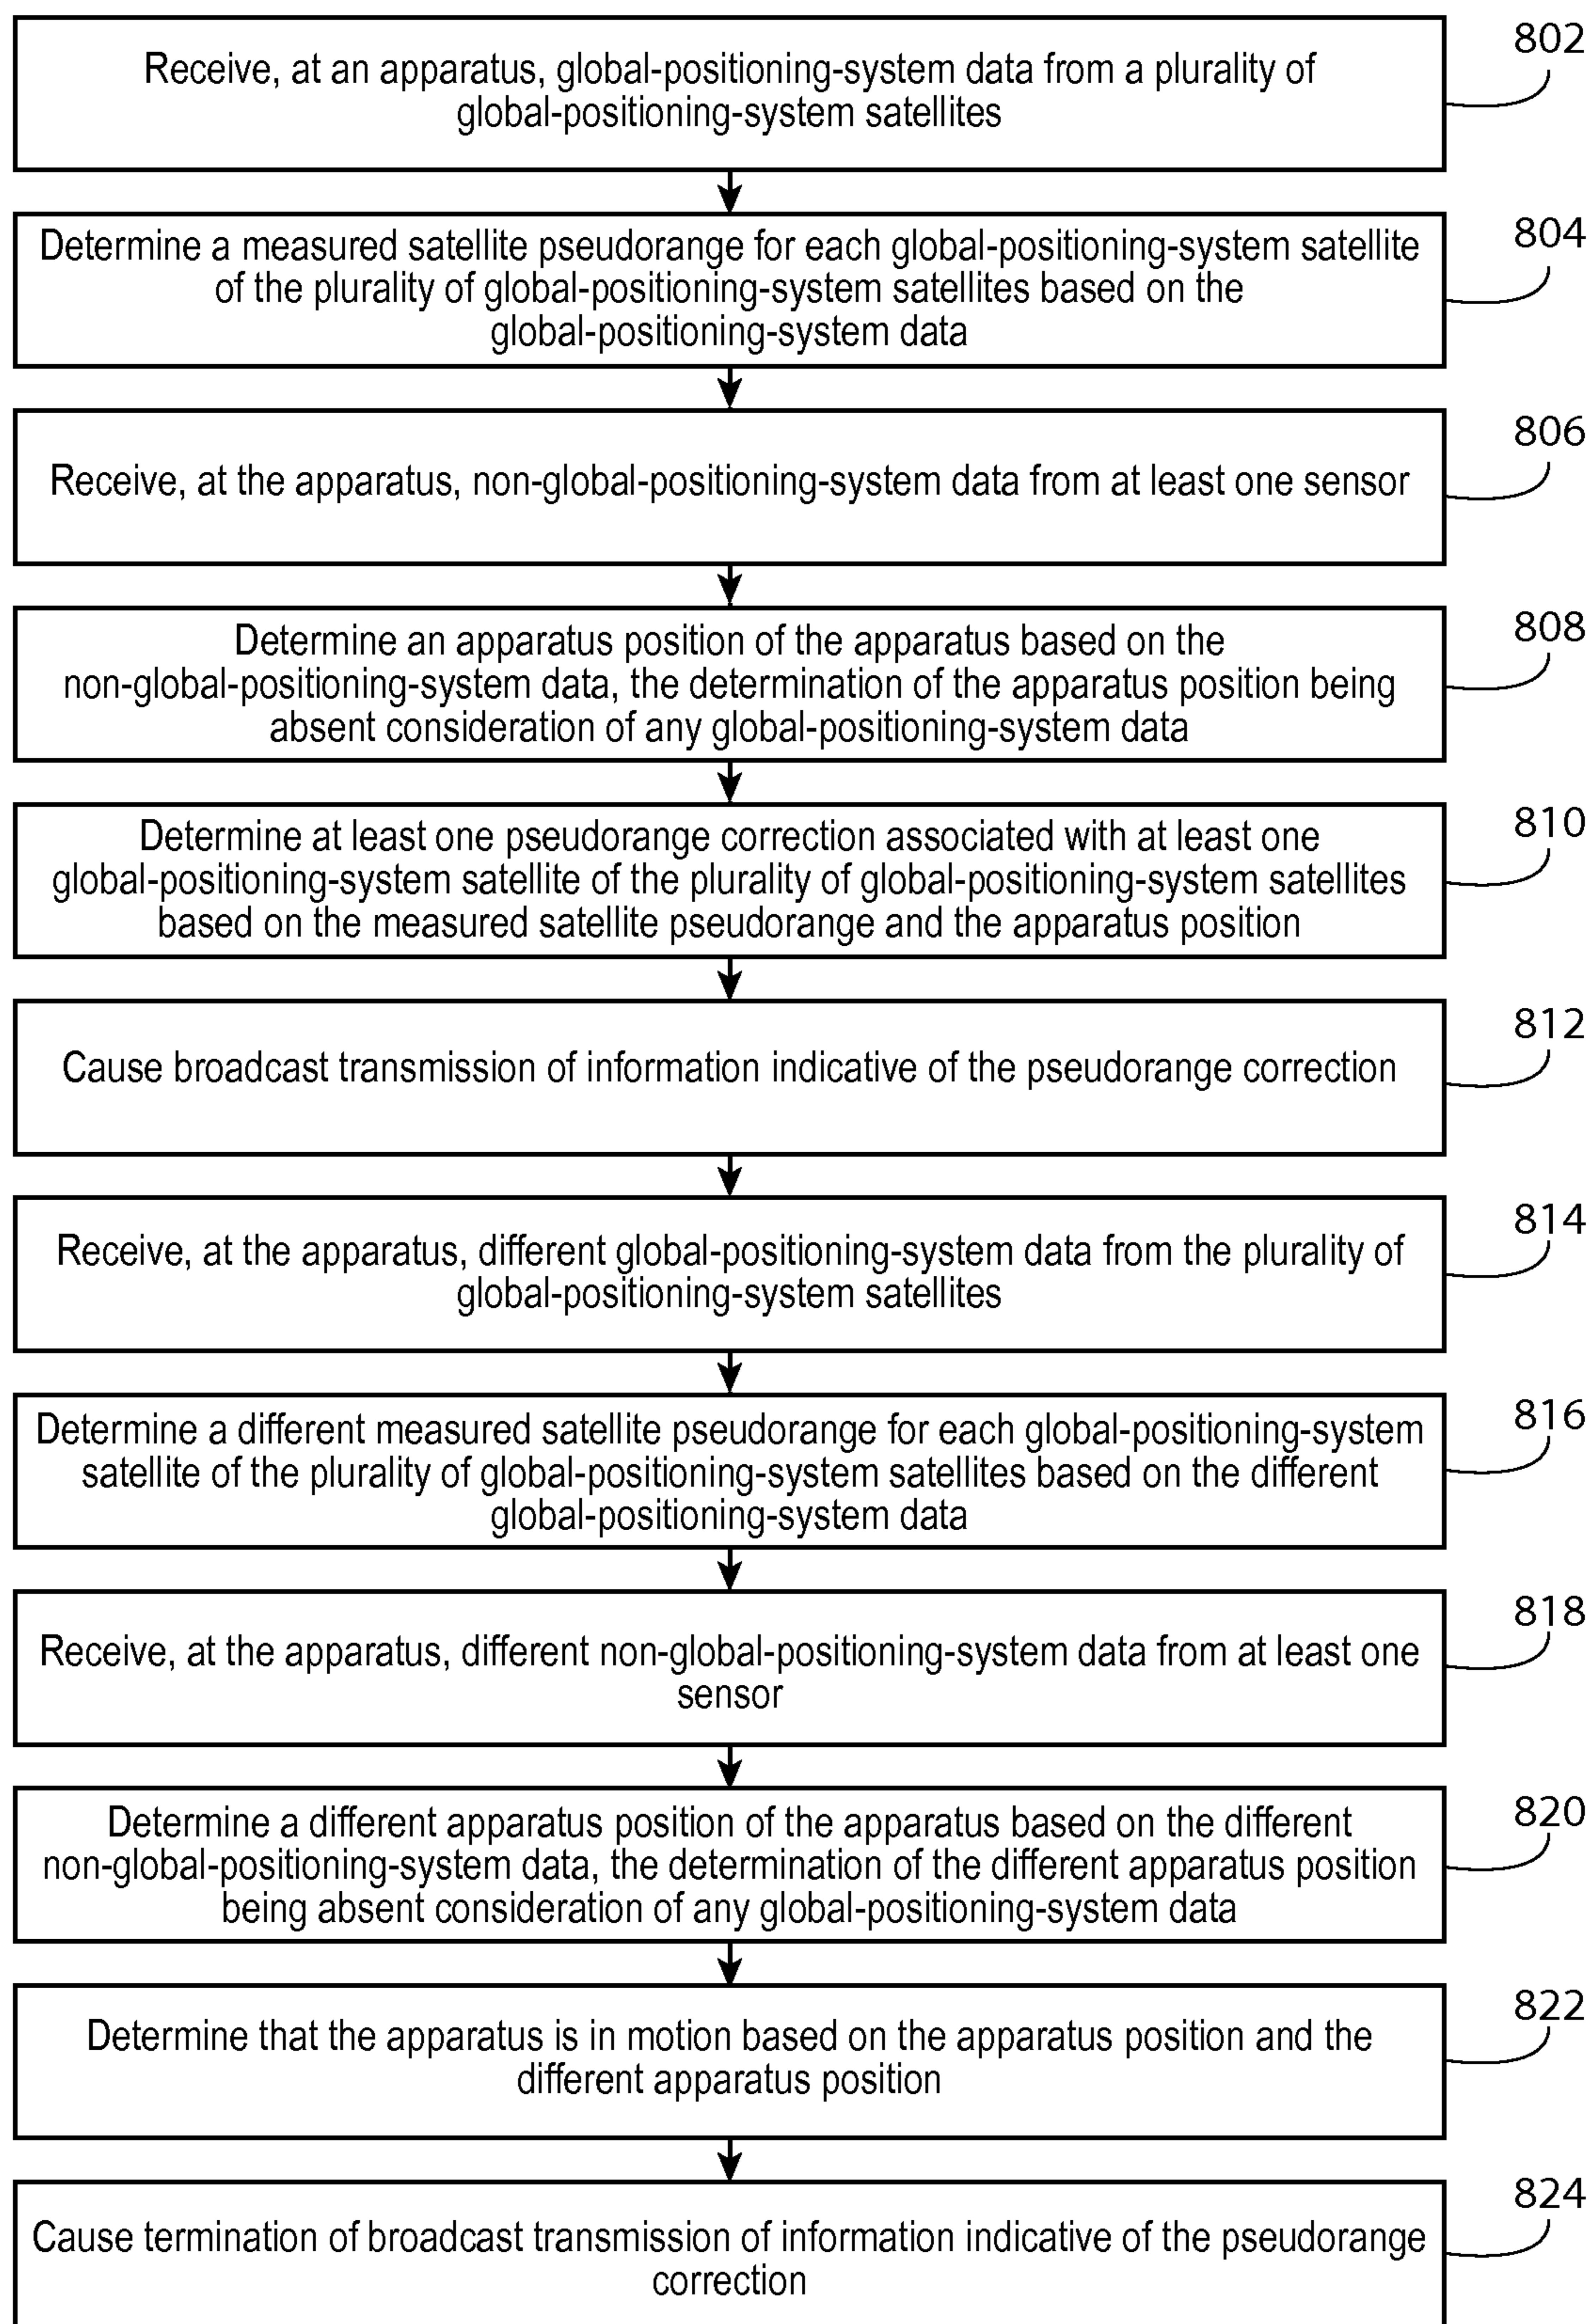 802
Receive, at an apparatus, global-positioning-system data from a plurality of
global-positioning-system satellites
804
Determine a measured satellite pseudorange for each global-positioning-system satellite
of the plurality of global-positioning-system satellites based on the
global-positioning-system data
806
Receive, at the apparatus, non-global-positioning-system data from at least one sensor
808
Determine an apparatus position of the apparatus based on the
non-global-positioning-system data, the determination of the apparatus position being
absent consideration of any global-positioning-system data
810
Determine at least one pseudorange correction associated with at least one
global-positioning-system satellite of the plurality of global-positioning-system satellites
based on the measured satellite pseudorange and the apparatus position
812
Cause broadcast transmission of information indicative of the pseudorange correction
814
Receive, at the apparatus, different global-positioning-system data from the plurality of
global-positioning-system satellites
816
Determine a different measured satellite pseudorange for each global-positioning-system
satellite of the plurality of global-positioning-system satellites based on the different
global-positioning-system data
818
Receive, at the apparatus, different non-global-positioning-system data from at least one
sensor
820
Determine a different apparatus position of the apparatus based on the different
non-global-positioning-system data, the determination of the different apparatus position
being absent consideration of any global-positioning-system data
822
Determine that the apparatus is in motion based on the apparatus position and the
different apparatus position
824
Cause termination of broadcast transmission of information indicative of the pseudorange
correction